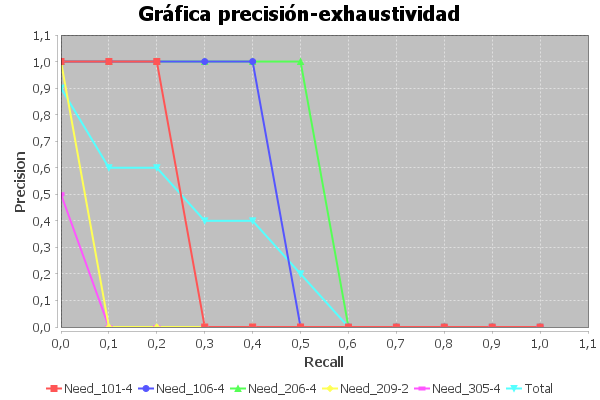 Gráfica precisión-exhaustividad
1,1
1,0
0,9
0,8
0,7
0,6
0,5
0,4
0,3
0,2
0,1
0,0
Precision
0,0 0,1 0,2 0,3 0,4 0,5 0,6 0,7 0,8 0,9 1,0 1,1
Recall
Need_101-4 Need_106-4 Need_206-4 Need_209-2 Need_305-4 Total